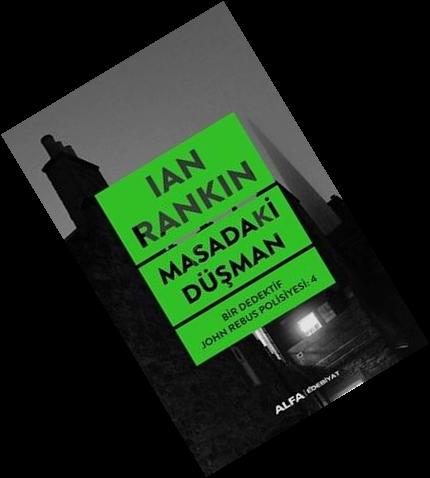 IAN
RANKIN
MASADAKİ
DÜŞMAN
BİR DEDEKTİF
JOHN REBUS POLİSİYESİ: 4
ALFA | EDEBİYAT